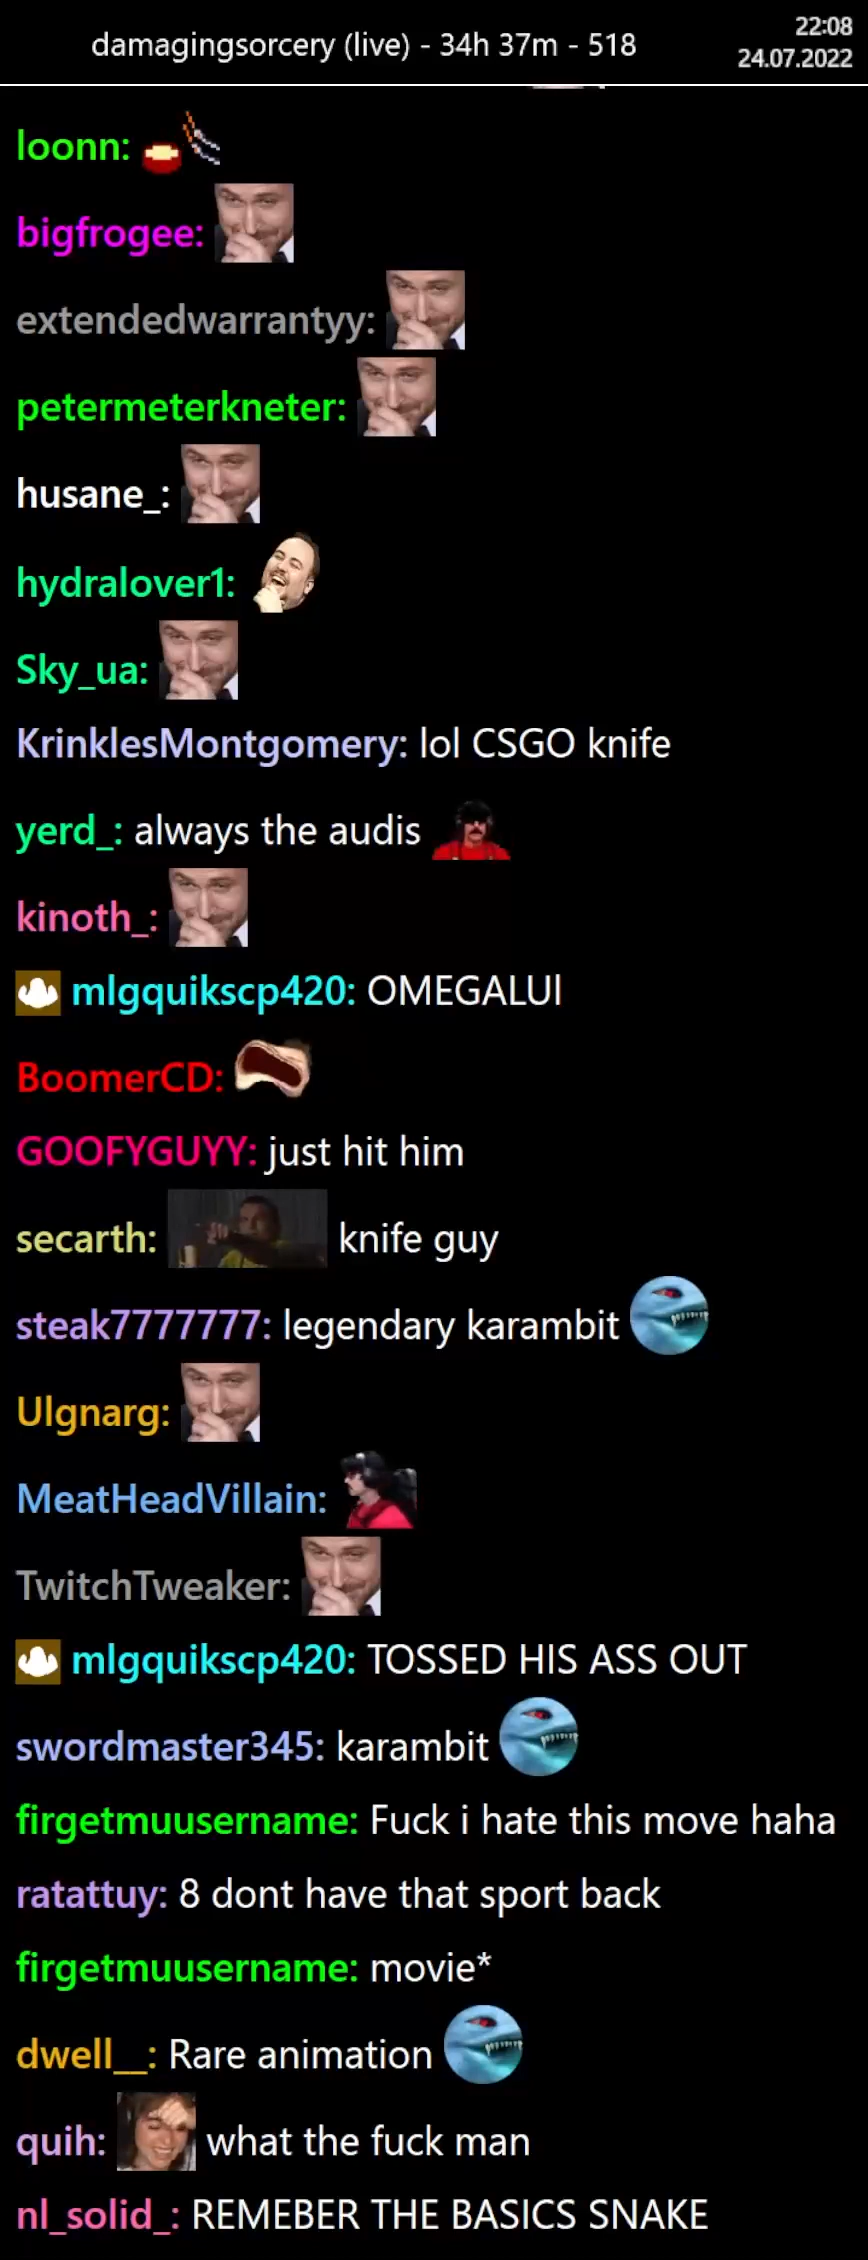 damagingsorcery (live) - 34h 37m - 518
22:08
24.07.2022
loonn:
bigfrogee:
extendedwarrantyy:
petermeterkneter:
husane_:
hydralover1:
Sky_ua:
KrinklesMontgomery: lol CSGO knife
yerd_: always the audis
kinoth_:
mlgquikscp420: OMEGALUl
BoomerCD:
GOOFYGUYY: just hit him
secarth: knife guy
steak7777777: legendary karambit
Ulgnarg:
MeatHeadVillain:
TwitchTweaker:
mlgquikscp420: TOSSED HIS ASS OUT
swordmaster345: karambit
firgetmuusername: Fuck i hate this move haha
ratattuy: 8 dont have that sport back
firgetmuusername: movie*
dwell__: Rare animation
quih: what the fuck man
nl_solid_: REMEBER THE BASICS SNAKE